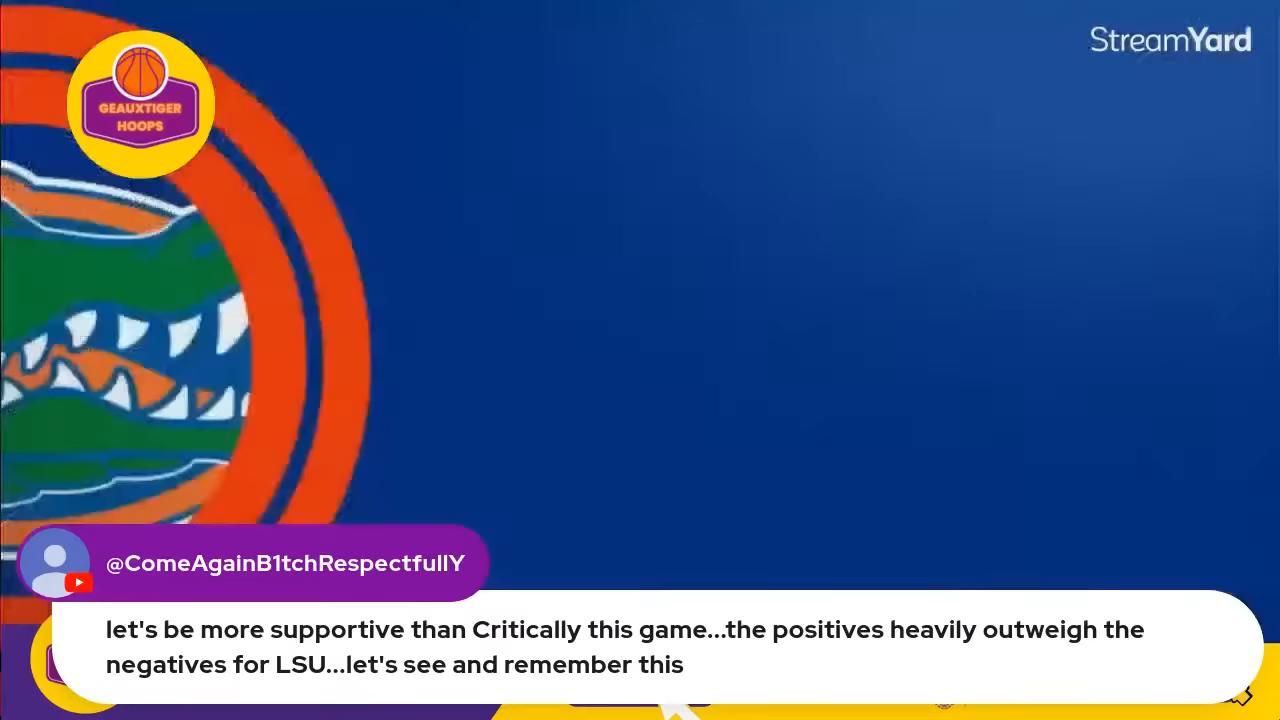 StreamYard
GEAUXTIGER
HOOPS
@ComeAgainB1tchRespectfullY
let's be more supportive than Critically this game...the positives heavily outweigh the
negatives for LSU...let's see and remember this